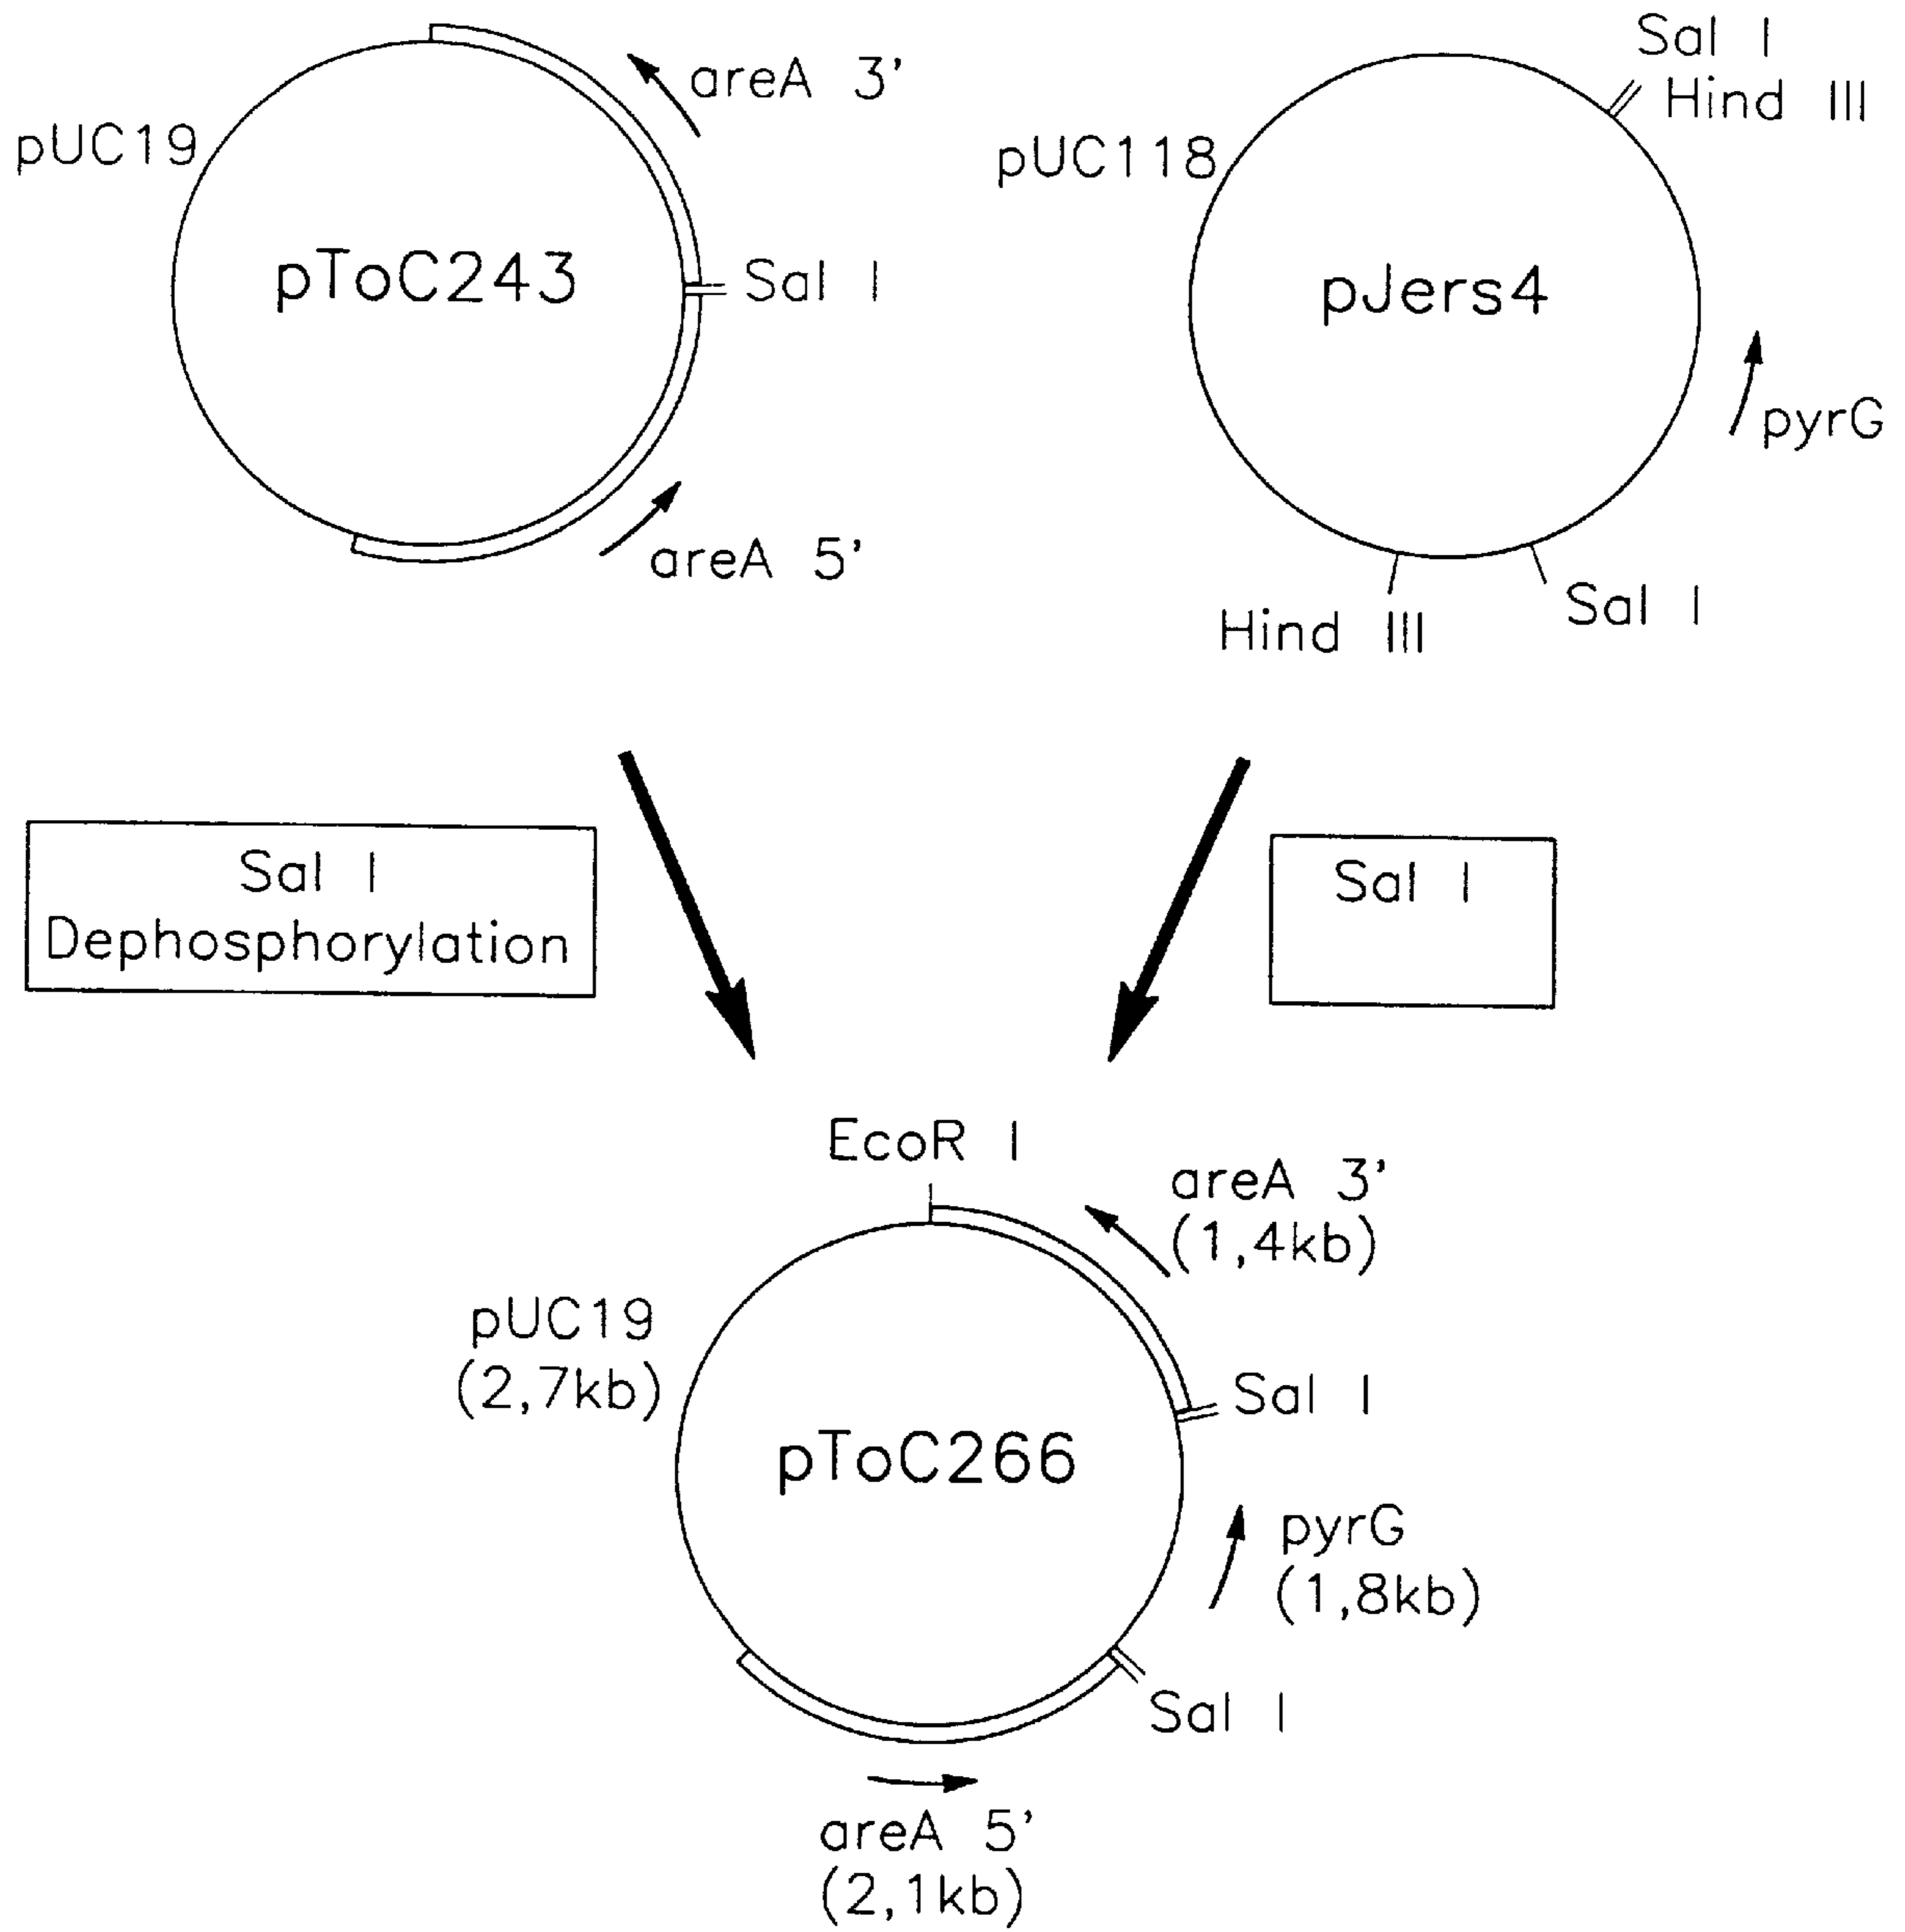 pUC19
areA 3'
pToC243
Sal I
areA 5'
Sal I
Hind III
pUC118
pJers4
pyrG
Sal I
Hind III
Sal I
Dephosphorylation
Sal I
EcoR I
areA 3'
(1,4kb)
pUC19
(2,7kb)
Sal I
pToC266
pyrG
(1,8kb)
Sal I
areA 5'
(2,1kb)